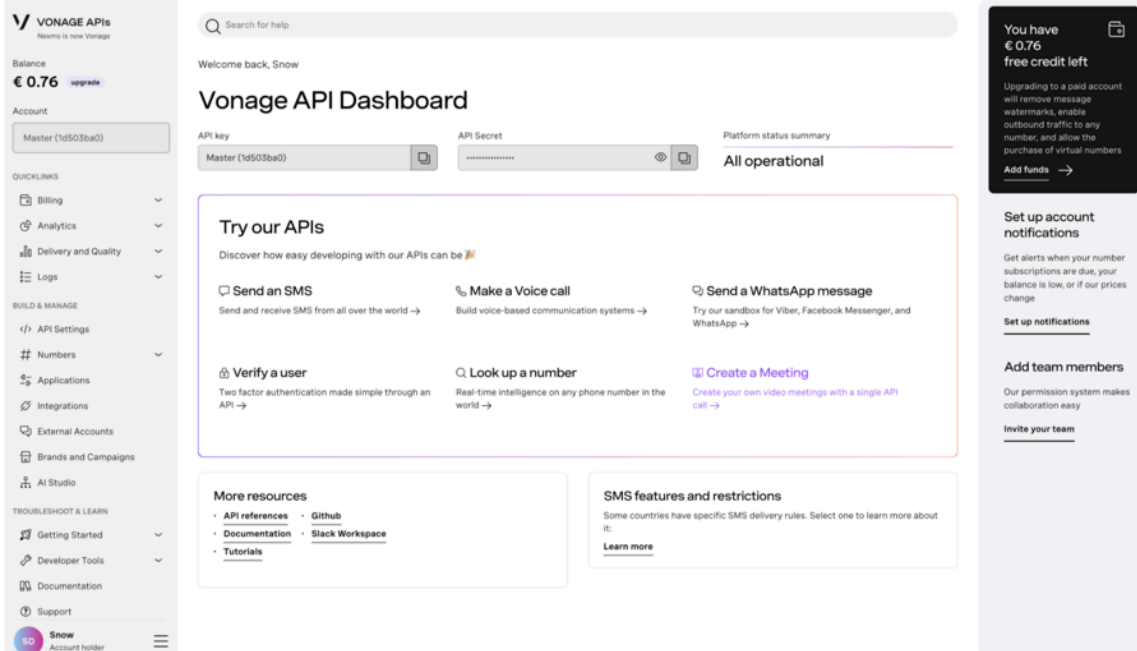 VONAGE APIs
Nexmo is now Vonage
Balance
€ 0.76 upgrade
Account
Master (1d503ba0)
QUICKLINKS
Billing
Analytics
Delivery and Quality
Logs
BUILD & MANAGE
</> API Settings
Numbers
Applications
Integrations
External Accounts
Brands and Campaigns
AI Studio
TROUBLESHOOT & LEARN
Getting Started
Developer Tools
Documentation
Support
SD
Snow
Account holder
Search for help
Welcome back, Snow
Vonage API Dashboard
API key
Master (1d503ba0)
API Secret
................
Platform status summary
All operational
Try our APIs
Discover how easy developing with our APIs can be 🎉
Send an SMS
Send and receive SMS from all over the world →
Make a Voice call
Build voice-based communication systems →
Send a WhatsApp message
Try our sandbox for Viber, Facebook Messenger, and
WhatsApp →
Verify a user
Two factor authentication made simple through an
API →
Look up a number
Real-time intelligence on any phone number in the
world →
Create a Meeting
Create your own video meetings with a single API
call →
More resources
· API references · Github
· Documentation · Slack Workspace
· Tutorials
SMS features and restrictions
Some countries have specific SMS delivery rules. Select one to learn more about
it:
Learn more
You have
€ 0.76
free credit left
Upgrading to a paid account
will remove message
watermarks, enable
outbound traffic to any
number, and allow the
purchase of virtual numbers
Add funds →
Set up account
notifications
Get alerts when your number
subscriptions are due, your
balance is low, or if our prices
change
Set up notifications
Add team members
Our permission system makes
collaboration easy
Invite your team